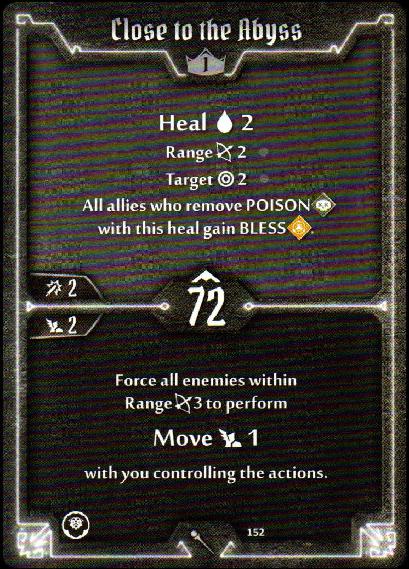 Close to the Abyss
1
Heal 2
Range 2
Target 2
All allies who remove POISON
with this heal gain BLESS.
2
72
2
Force all enemies within
Range 3 to perform
Move 1
with you controlling the actions.
152